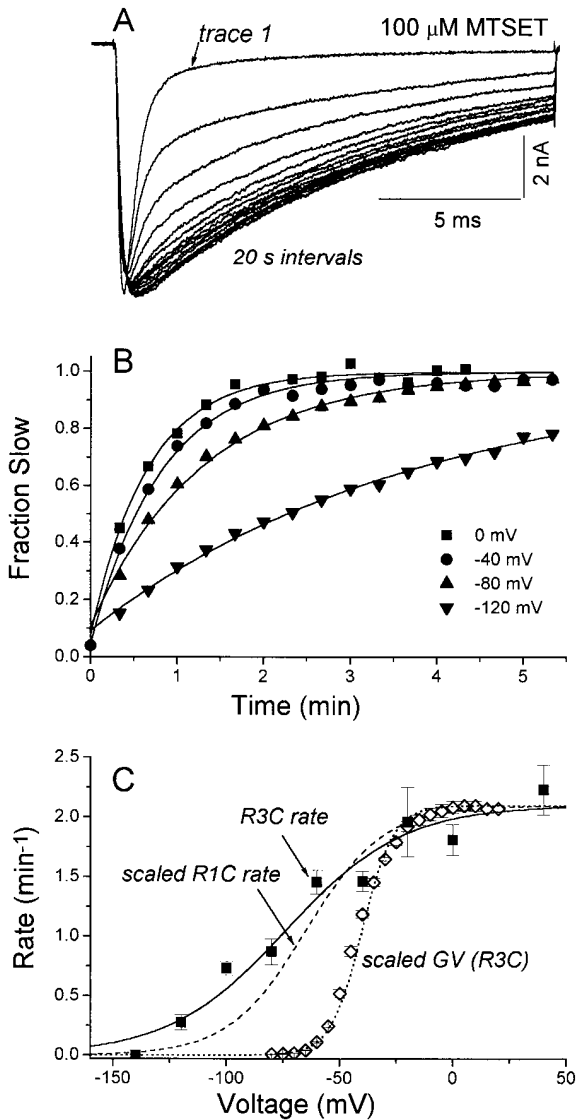 A
trace 1
100 μM MTSET
2 nA
5 ms
20 s intervals
B
Fraction Slow
1.0
0.8
0.6
0.4
0.2
0.0
0 mV
-40 mV
-80 mV
-120 mV
0 1 2 3 4 5
Time (min)
C
Rate (min-1)
2.5
2.0
1.5
1.0
0.5
0.0
R3C rate
scaled R1C rate
scaled GV (R3C)
-150 -100 -50 0 50
Voltage (mV)